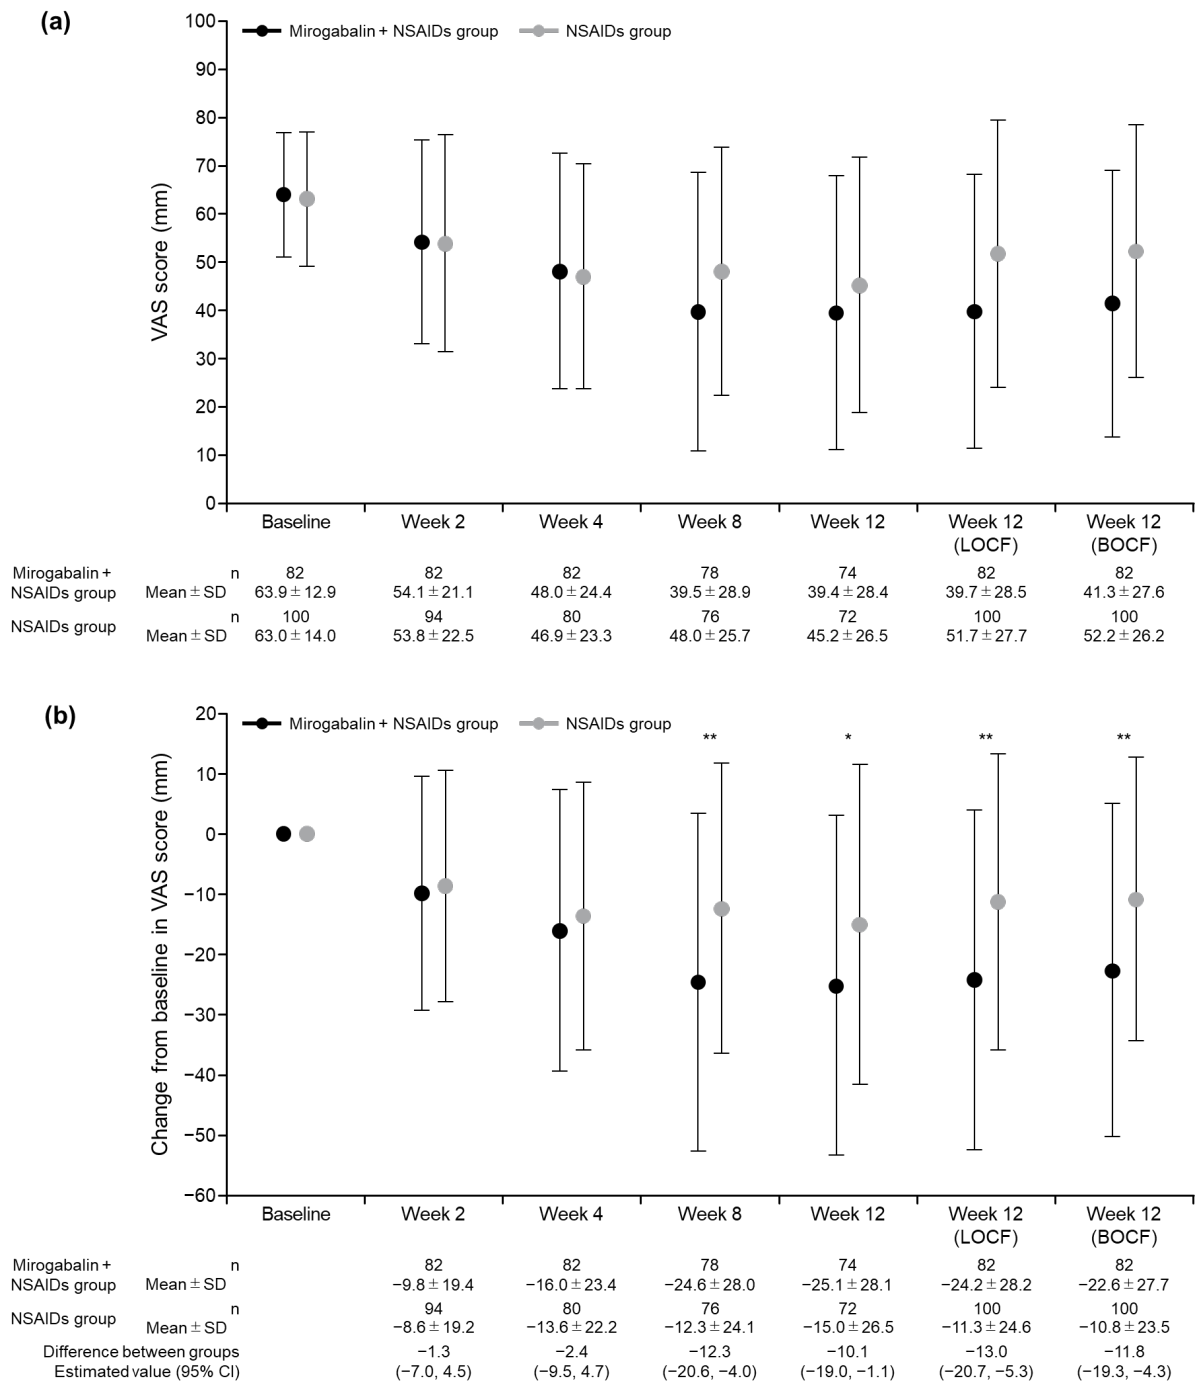 (a)
Mirogabalin + NSAIDs group
NSAIDs group
VAS score (mm)
100
90
80
70
60
50
40
30
20
10
0
Baseline Week 2 Week 4 Week 8 Week 12 Week 12 Week 12
(LOCF) (BOCF)
Mirogabalin + n 82 82 82 78 74 82 82
NSAIDs group Mean ± SD 63.9 ± 12.9 54.1 ± 21.1 48.0 ± 24.4 39.5 ± 28.9 39.4 ± 28.4 39.7 ± 28.5 41.3 ± 27.6
NSAIDs group n 100 94 80 76 72 100 100
Mean ± SD 63.0 ± 14.0 53.8 ± 22.5 46.9 ± 23.3 48.0 ± 25.7 45.2 ± 26.5 51.7 ± 27.7 52.2 ± 26.2
(b)
Mirogabalin + NSAIDs group
NSAIDs group
** * ** **
Change from baseline in VAS score (mm)
20
10
0
−10
−20
−30
−40
−50
−60
Baseline Week 2 Week 4 Week 8 Week 12 Week 12 Week 12
(LOCF) (BOCF)
Mirogabalin + n 82 82 78 74 82 82
NSAIDs group Mean ± SD −9.8 ± 19.4 −16.0 ± 23.4 −24.6 ± 28.0 −25.1 ± 28.1 −24.2 ± 28.2 −22.6 ± 27.7
NSAIDs group n 94 80 76 72 100 100
Mean ± SD −8.6 ± 19.2 −13.6 ± 22.2 −12.3 ± 24.1 −15.0 ± 26.5 −11.3 ± 24.6 −10.8 ± 23.5
Difference between groups −1.3 −2.4 −12.3 −10.1 −13.0 −11.8
Estimated value (95% CI) (−7.0, 4.5) (−9.5, 4.7) (−20.6, −4.0) (−19.0, −1.1) (−20.7, −5.3) (−19.3, −4.3)